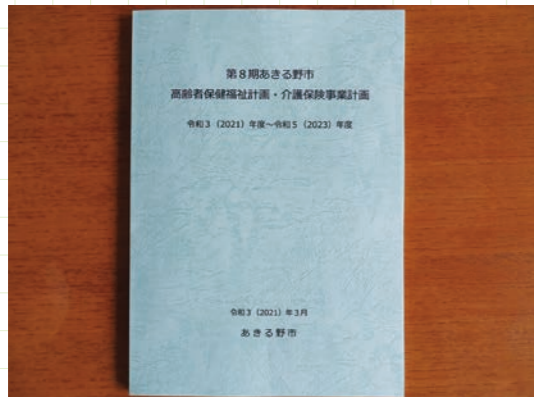 第8期あきる野市
高齢者保健福祉計画・介護保険事業計画
令和3（2021）年度～令和5（2023）年度
令和3（2021）年3月
あきる野市